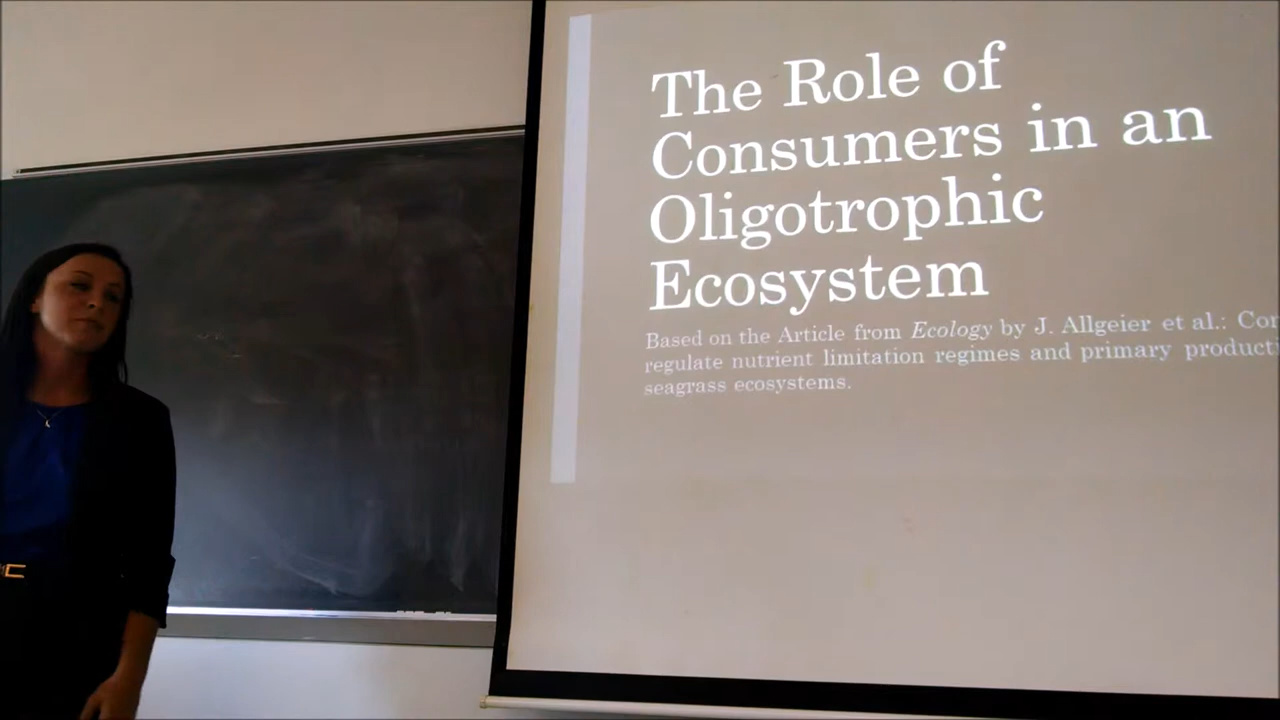 The Role of
Consumers in an
Oligotrophic
Ecosystem
Based on the Article from Ecology by J. Allgeier et al.:
regulate nutrient limitation regimes and primary
seagrass ecosystems.